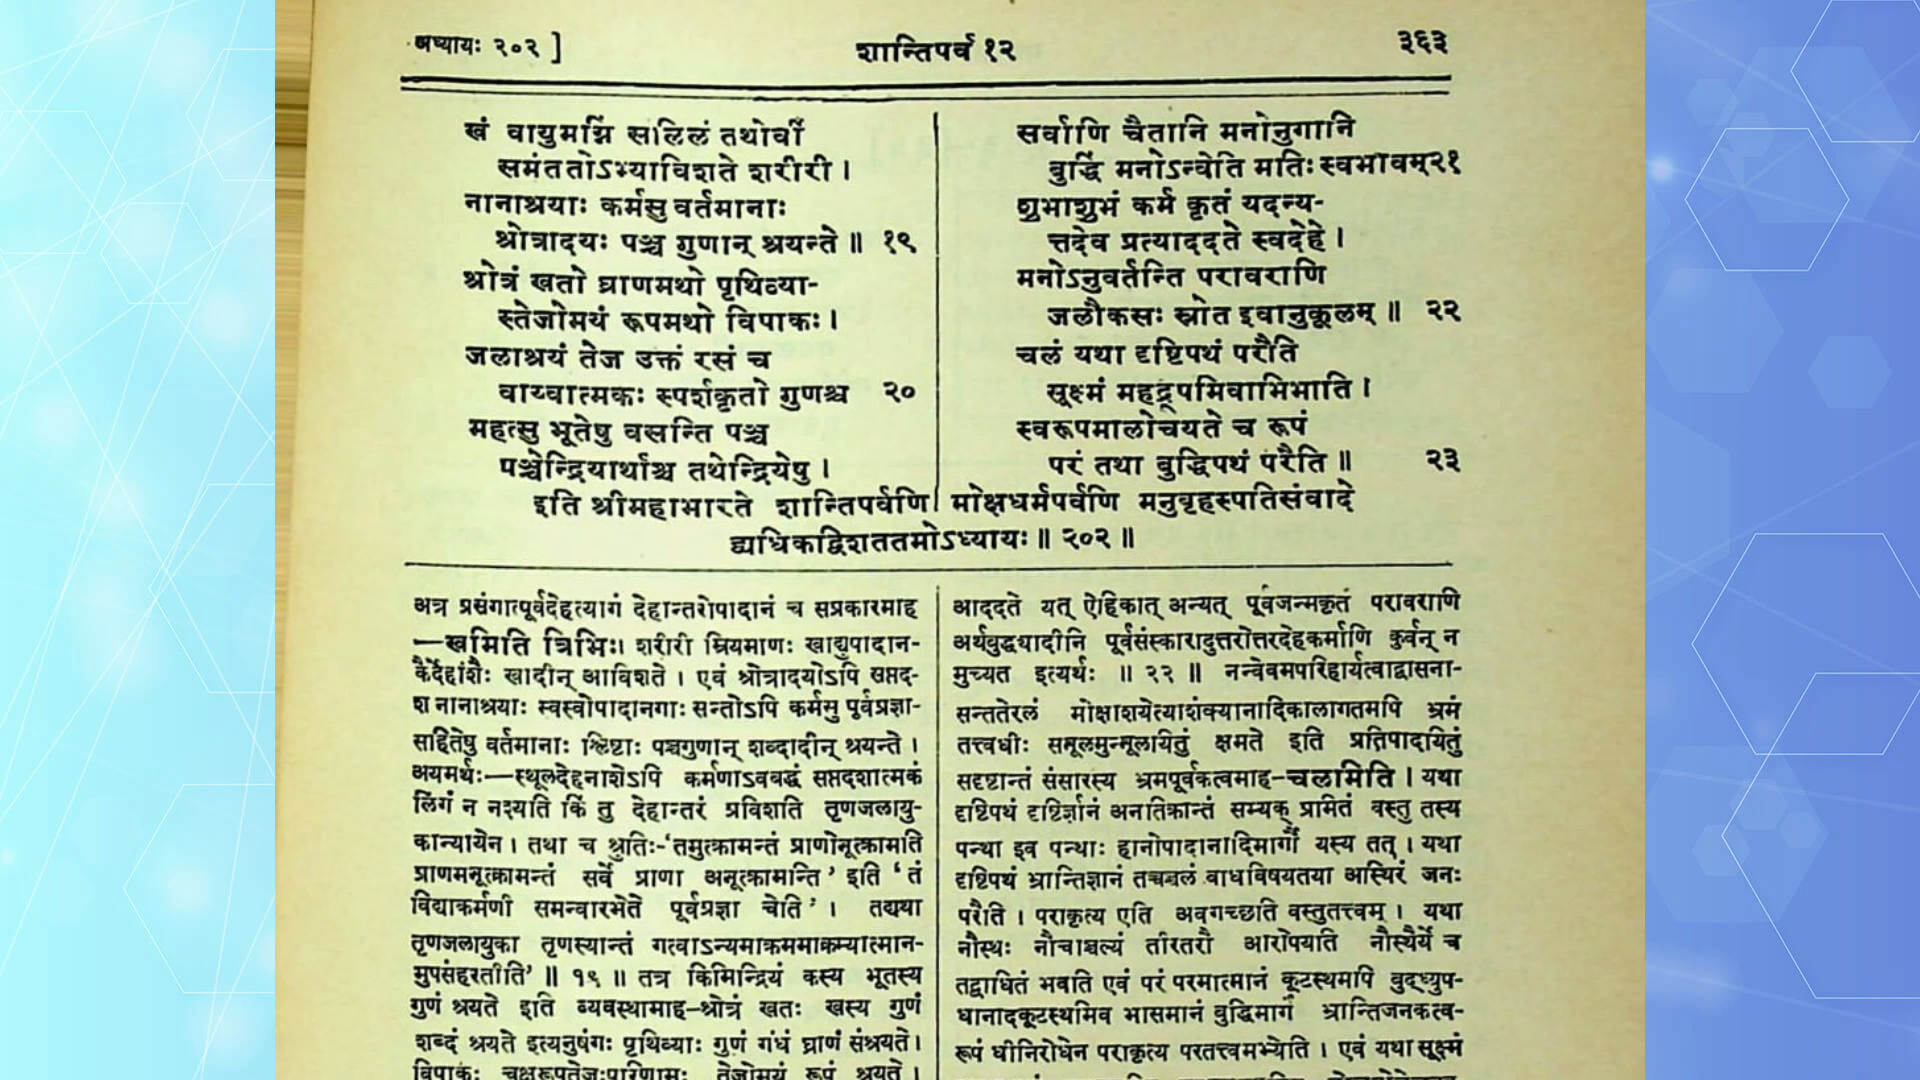 अध्यायः २०२ ]
शान्तिपर्व १२
३६३
खं वायुमग्निं सलिलं तथोर्वीं
समंततोऽभ्याविशते शरीरी ।
नानाश्रयाः कर्मसु वर्तमानाः
श्रोत्रादयः पञ्च गुणान् श्रयन्ते ॥ १९
श्रोत्रं खतो घ्राणमथो पृथिव्या-
स्तेजोमयं रूपमथो विपाकः ।
जलाश्रयं तेज उक्तं रसं च
वाय्वात्मकः स्पर्शकृतो गुणश्च २०
महत्सु भूतेषु वसन्ति पञ्च
पञ्चेन्द्रियार्थाश्च तथेन्द्रियेषु ।
सर्वाणि चैतानि मनोनुगानि
बुद्धिं मनोऽन्वेति मतिः स्वभावम्२१
शुभाशुभं कर्म कृतं यदन्य-
त्तदेव प्रत्याददते स्वदेहे ।
मनोऽनुवर्तन्ति परावराणि
जलौकसः स्रोत इवानुकूलम् ॥ २२
चलं यथा दृष्टिपथं परैति
सूक्ष्मं महद्रूपमिवाभिभाति ।
स्वरूपमालोचयते च रूपं
परं तथा बुद्धिपथं परैति ॥ २३
इति श्रीमहाभारते शान्तिपर्वणि मोक्षधर्मपर्वणि मनुबृहस्पतिसंवादे
द्व्यधिकद्विशततमोऽध्यायः ॥ २०२ ॥
अत्र प्रसंगात्पूर्वदेहत्यागं देहान्तरोपादानं च सप्रकारमाह
—खमिति त्रिभिः। शरीरी म्रियमाणः खाद्युपादान-
कैर्देहांशैः खादीन् आविशते । एवं श्रोत्रादयोऽपि सप्तद-
श नानाश्रयाः स्वस्वोपादानगाः सन्तोऽपि कर्मसु पूर्वप्रज्ञा-
सहितेषु वर्तमानाः श्लिष्टाः पञ्चगुणान् शब्दादीन् श्रयन्ते ।
अयमर्थः—स्थूलदेहनाशेऽपि कर्मणाऽवबद्धं सप्तदशात्मकं
लिंगं न नश्यति किं तु देहान्तरं प्रविशति तृणजलायु-
कान्यायेन । तथा च श्रुतिः-‘तमुत्क्रामन्तं प्राणोनूत्क्रामति
प्राणमनूत्क्रामन्तं सर्वे प्राणा अनूत्क्रामन्ति’ इति ‘तं
विद्याकर्मणी समन्वारभेते पूर्वप्रज्ञा चेति’ । तद्यथा
तृणजलायुका तृणस्यान्तं गत्वाऽन्यमाक्रममाक्रम्यात्मान-
मुपसंहरतीति’ ॥ १९ ॥ तत्र किमिन्द्रियं कस्य भूतस्य
गुणं श्रयते इति व्यवस्थामाह-श्रोत्रं खतः खस्य गुणं
शब्दं श्रयते इत्यनुषंगः पृथिव्याः गुणं गंधं घ्राणं संश्रयते।
विपाकः चक्षूरूपतेजःपरिणामः तेजोमयं रूपं श्रयते ।
आददते यत् ऐहिकात् अन्यत् पूर्वजन्मकृतं परावराणि
अर्थबुद्ध्यादीनि पूर्वसंस्कारादुत्तरोत्तरदेहकर्माणि कुर्वन् न
मुच्यत इत्यर्थः ॥ २२ ॥ नन्वेवमपरिहार्यत्वाद्वासना-
सन्ततेरलं मोक्षाशयेत्याशंक्यानादिकालागतमपि भ्रमं
तत्त्वधीः समूलमुन्मूलयितुं क्षमते इति प्रतिपादयितुं
सदृष्टान्तं संसारस्य भ्रमपूर्वकत्वमाह-चलमिति । यथा
दृष्टिपथं दृष्टिर्ज्ञानं अनतिक्रान्तं सम्यक् प्रमितं वस्तु तस्य
पन्था इव पन्थाः हानोपादानादिमार्गो यस्य तत् । यथा
दृष्टिपथं भ्रान्तिज्ञानं तच्चलं बाधविषयतया अस्थिरं जनः
परैति । पराकृत्य एति अवगच्छति वस्तुतत्त्वम् । यथा
नौस्थः नौचाञ्चल्यं तीरतरौ आरोपयति नौस्थैर्ये च
तद्बाधितं भवति एवं परं परमात्मानं कूटस्थमपि बुद्ध्युप-
धानादकूटस्थमिव भासमानं बुद्धिमार्गं भ्रान्तिजनकत्व-
रूपं धीनिरोधेन पराकृत्य परतत्त्वमभ्येति । एवं यथा सूक्ष्मं